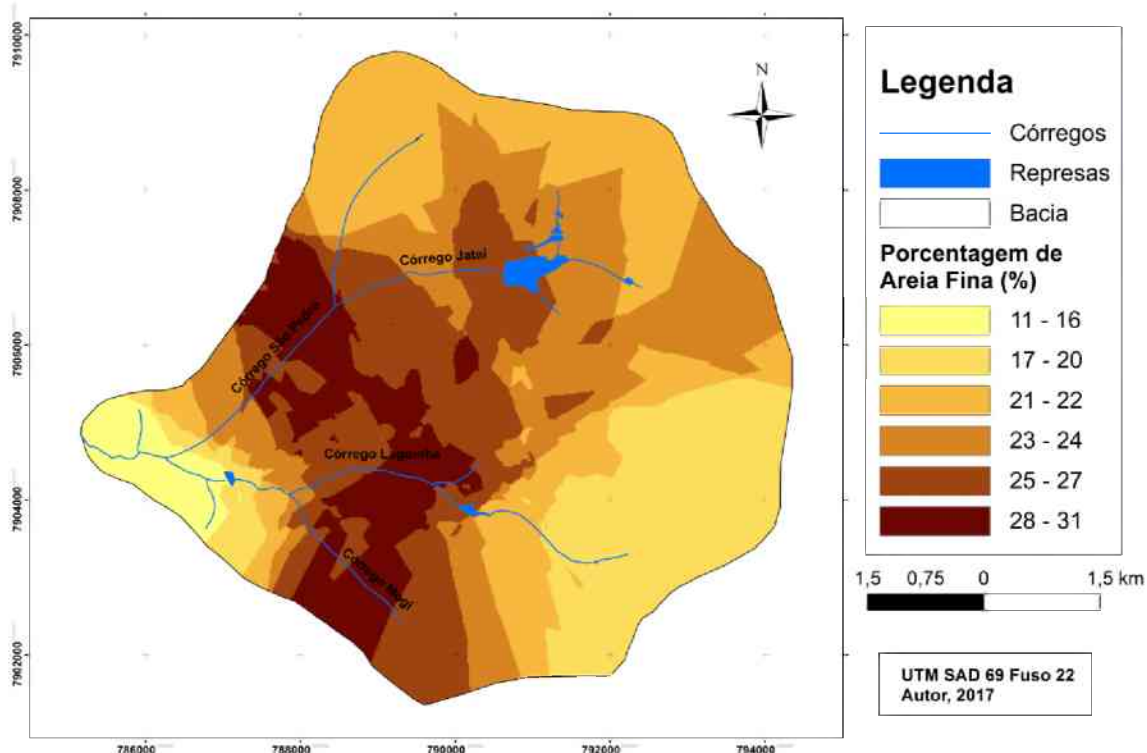 7910000
7908000
7906000
7904000
7902000
786000
788000
790000
792000
794000
N
Córrego Jataí
Córrego São Pedro
Córrego Lagoinha
Córrego Mogi
Legenda
Córregos
Represas
Bacia
Porcentagem de
Areia Fina (%)
11 - 16
17 - 20
21 - 22
23 - 24
25 - 27
28 - 31
1,5 0,75 0 1,5 km
UTM SAD 69 Fuso 22
Autor, 2017